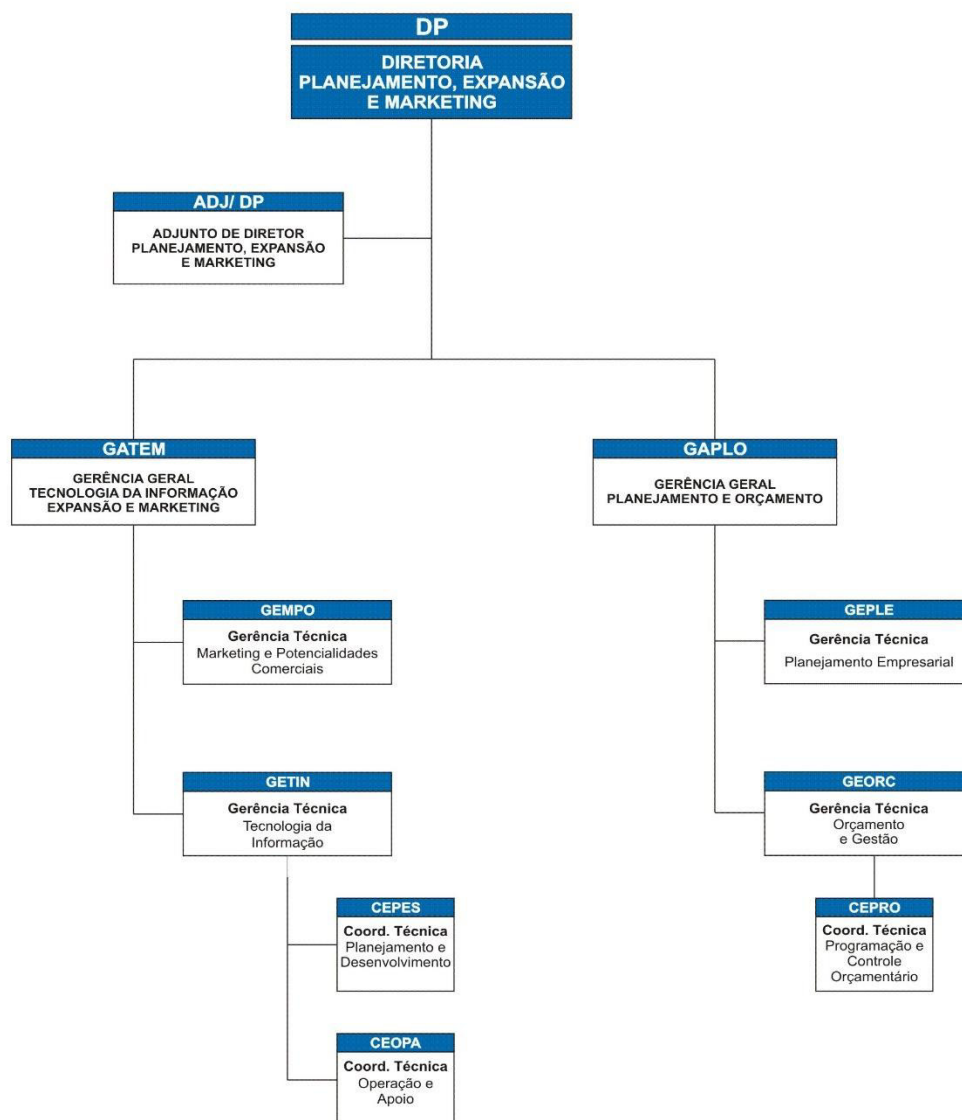 DP
DIRETORIA
PLANEJAMENTO, EXPANSÃO
E MARKETING
ADJ/ DP
ADJUNTO DE DIRETOR
PLANEJAMENTO, EXPANSÃO
E MARKETING
GATEM
GERÊNCIA GERAL
TECNOLOGIA DA INFORMAÇÃO
EXPANSÃO E MARKETING
GAPLO
GERÊNCIA GERAL
PLANEJAMENTO E ORÇAMENTO
GEMPO
Gerência Técnica
Marketing e Potencialidades
Comerciais
GEPLE
Gerência Técnica
Planejamento Empresarial
GETIN
Gerência Técnica
Tecnologia da
Informação
GEORC
Gerência Técnica
Orçamento
e Gestão
CEPES
Coord. Técnica
Planejamento e
Desenvolvimento
CEPRO
Coord. Técnica
Programação e
Controle
Orçamentário
CEOPA
Coord. Técnica
Operação e
Apoio